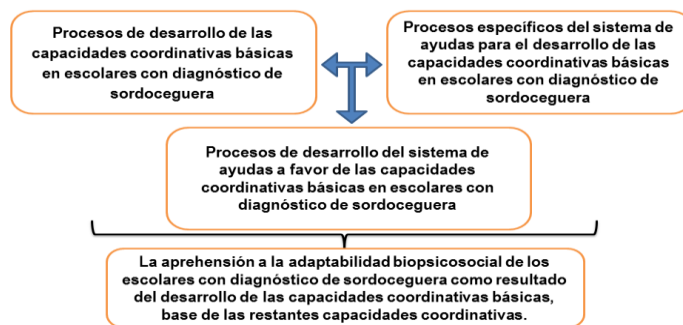 Procesos de desarrollo de las
capacidades coordinativas básicas
en escolares con diagnóstico de
sordoceguera
Procesos específicos del sistema de
ayudas para el desarrollo de las
capacidades coordinativas básicas
en escolares con diagnóstico de
sordoceguera
Procesos de desarrollo del sistema de
ayudas a favor de las capacidades
coordinativas básicas en escolares con
diagnóstico de sordoceguera
La aprehensión a la adaptabilidad biopsicosocial de los
escolares con diagnóstico de sordoceguera como resultado
del desarrollo de las capacidades coordinativas básicas,
base de las restantes capacidades coordinativas.